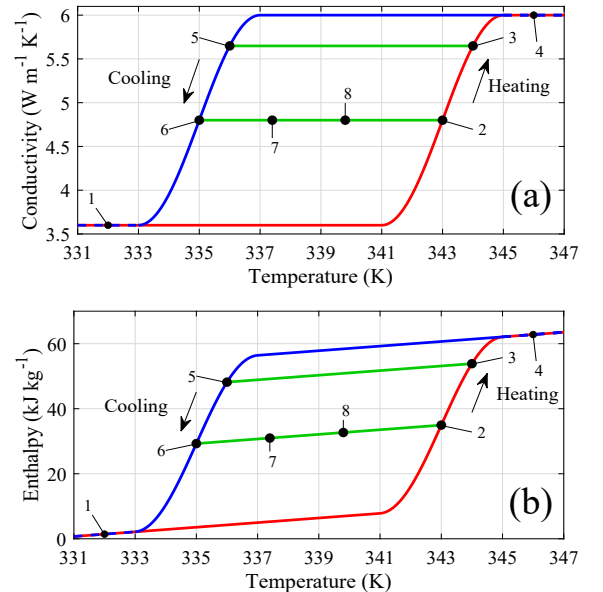 6
5.5
5
4.5
4
3.5
Conductivity (W m⁻¹ K⁻¹)
5
3
4
Cooling
Heating
8
6
7
2
1
(a)
331 333 335 337 339 341 343 345 347
Temperature (K)
60
40
20
0
Enthalpy (kJ kg⁻¹)
3
4
5
Cooling
Heating
8
6
7
2
1
(b)
331 333 335 337 339 341 343 345 347
Temperature (K)